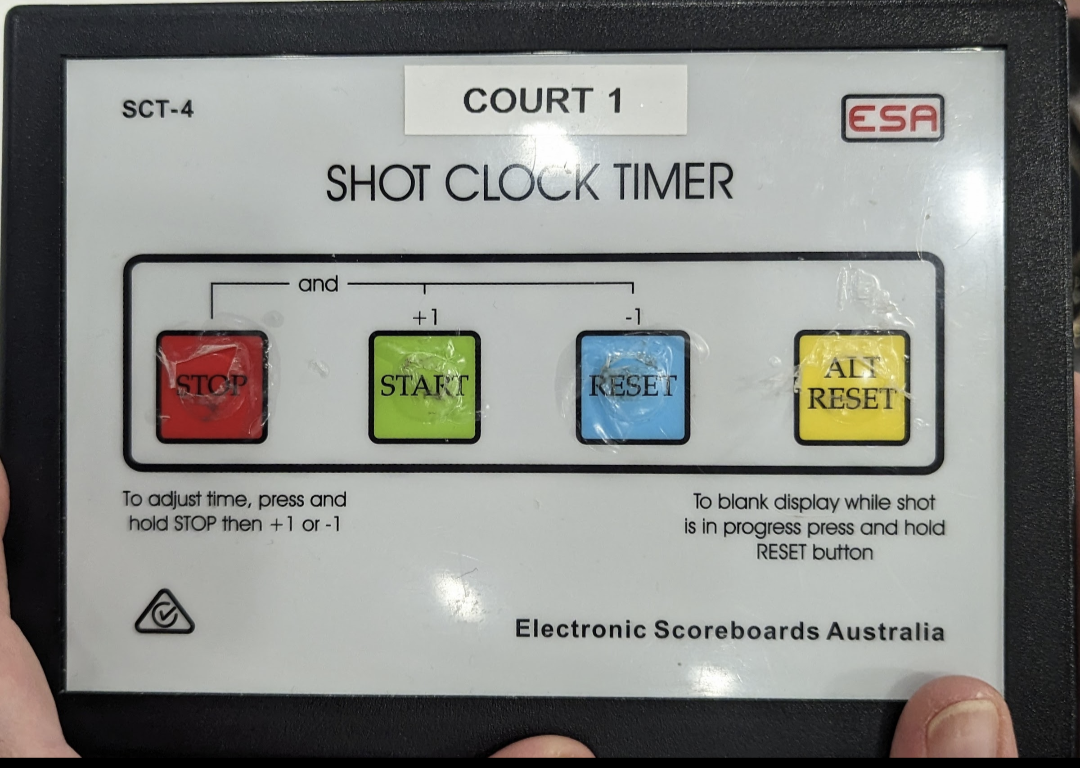 SCT-4
COURT 1
ESA
SHOT CLOCK TIMER
and
+1
-1
STOP
START
RESET
ALT
RESET
To adjust time, press and
hold STOP then +1 or -1
To blank display while shot
is in progress press and hold
RESET button
Electronic Scoreboards Australia